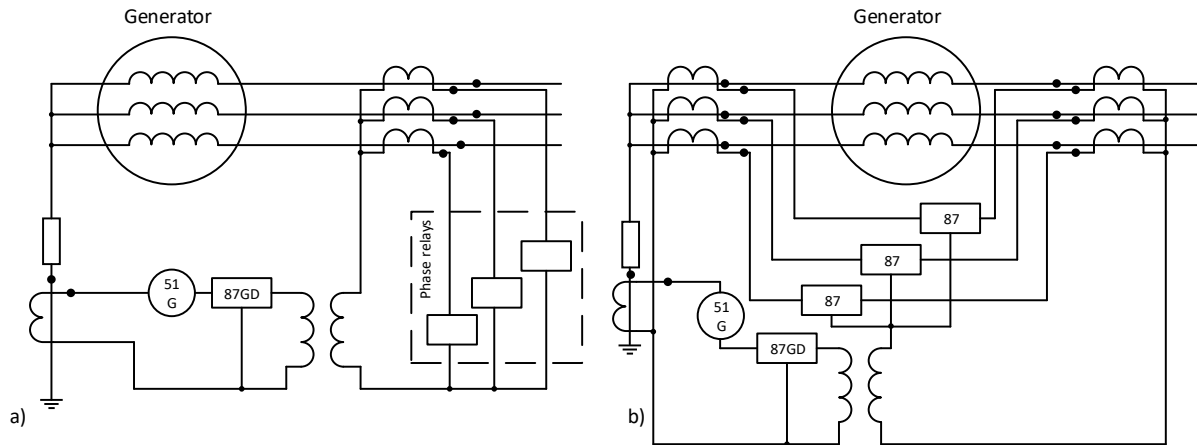 Generator
Phase relays
51
G
87GD
a)
Generator
87
87
87
51
G
87GD
b)